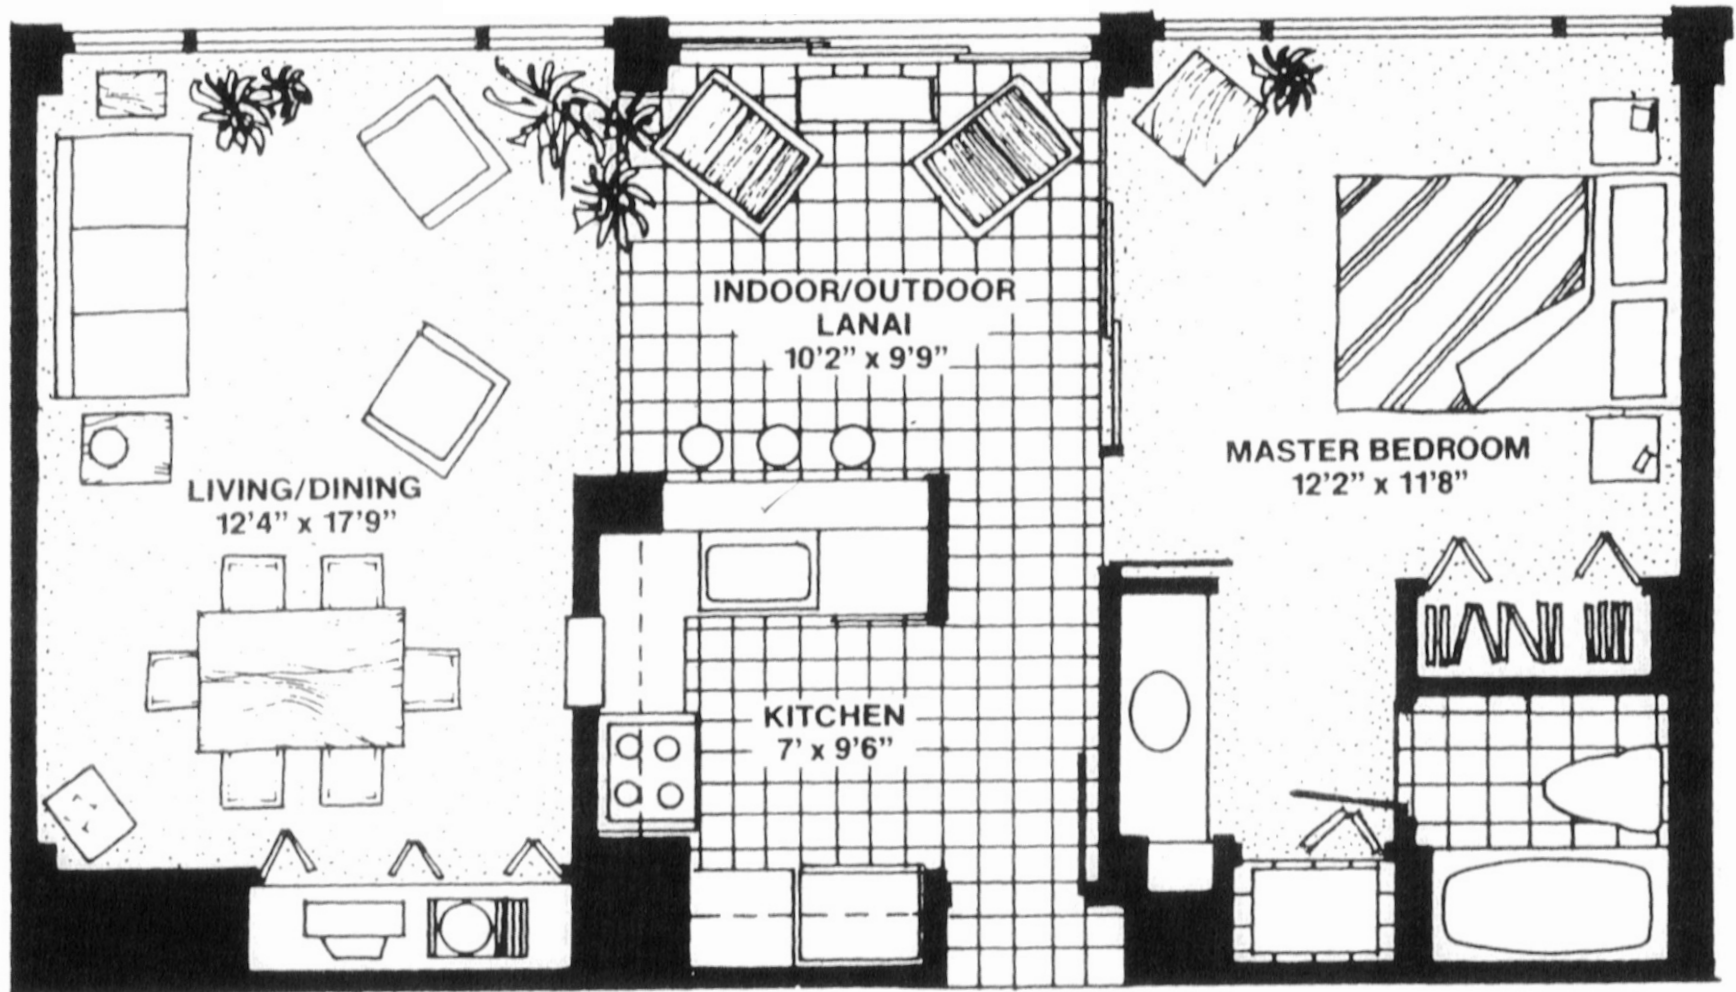 INDOOR/OUTDOOR
LANAI
10'2" x 9'9"
MASTER BEDROOM
12'2" x 11'8"
LIVING/DINING
12'4" x 17'9"
KITCHEN
7' x 9'6"